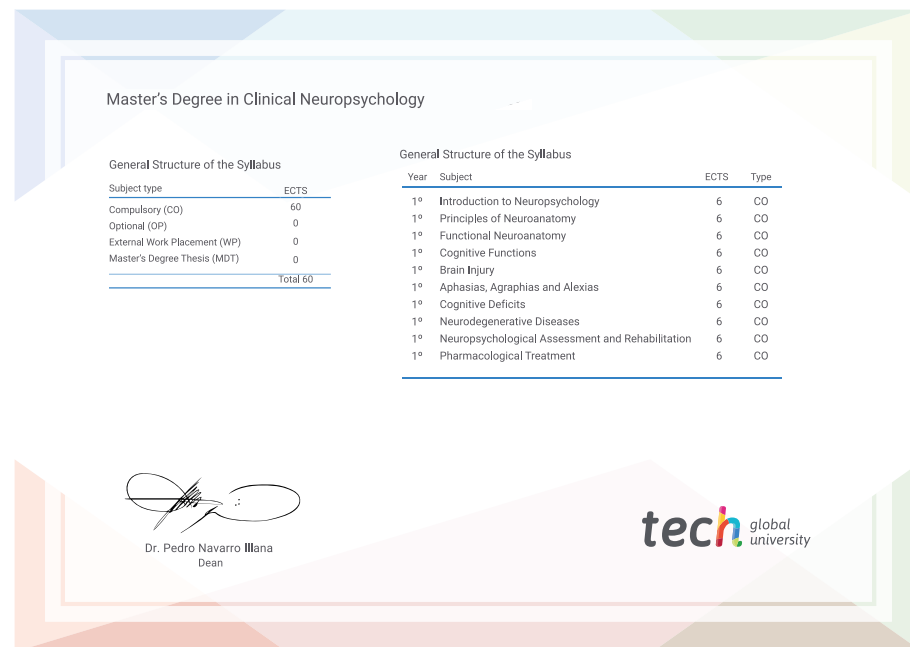 Master's Degree in Clinical Neuropsychology
General Structure of the Syllabus
Subject type ECTS
Compulsory (CO) 60
Optional (OP) 0
External Work Placement (WP) 0
Master's Degree Thesis (MDT) 0
Total 60
General Structure of the Syllabus
Year Subject ECTS Type
1º Introduction to Neuropsychology 6 CO
1º Principles of Neuroanatomy 6 CO
1º Functional Neuroanatomy 6 CO
1º Cognitive Functions 6 CO
1º Brain Injury 6 CO
1º Aphasias, Agraphias and Alexias 6 CO
1º Cognitive Deficits 6 CO
1º Neurodegenerative Diseases 6 CO
1º Neuropsychological Assessment and Rehabilitation 6 CO
1º Pharmacological Treatment 6 CO
Dr. Pedro Navarro Illana
Dean
tech global
university